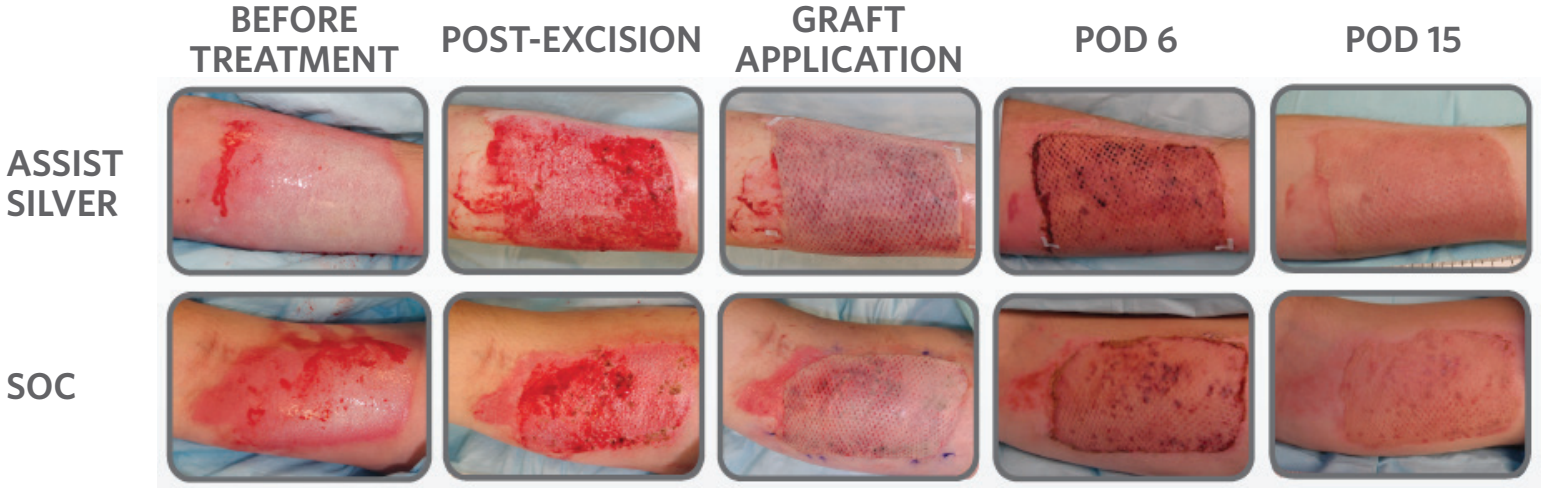 BEFORE
TREATMENT
POST-EXCISION
GRAFT
APPLICATION
POD 6
POD 15
ASSIST
SILVER
SOC